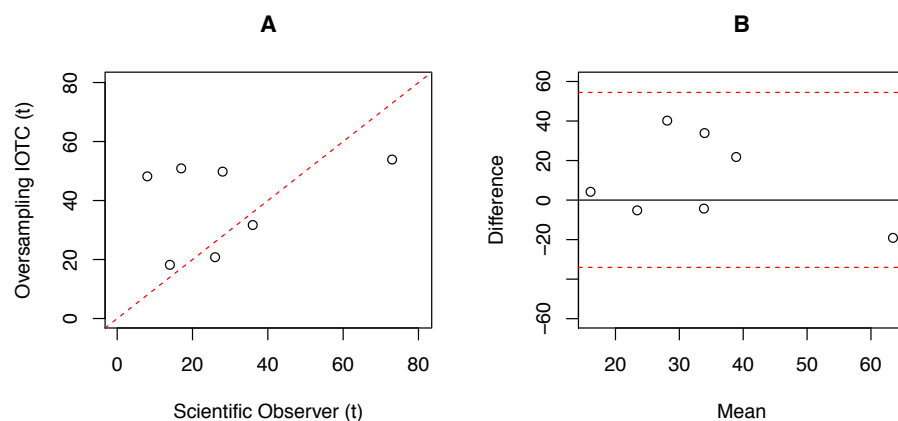 A
Oversampling IOTC (t)
80
60
40
20
0
0 20 40 60 80
Scientific Observer (t)
B
Difference
60
40
20
0
−20
−60
20 30 40 50 60
Mean